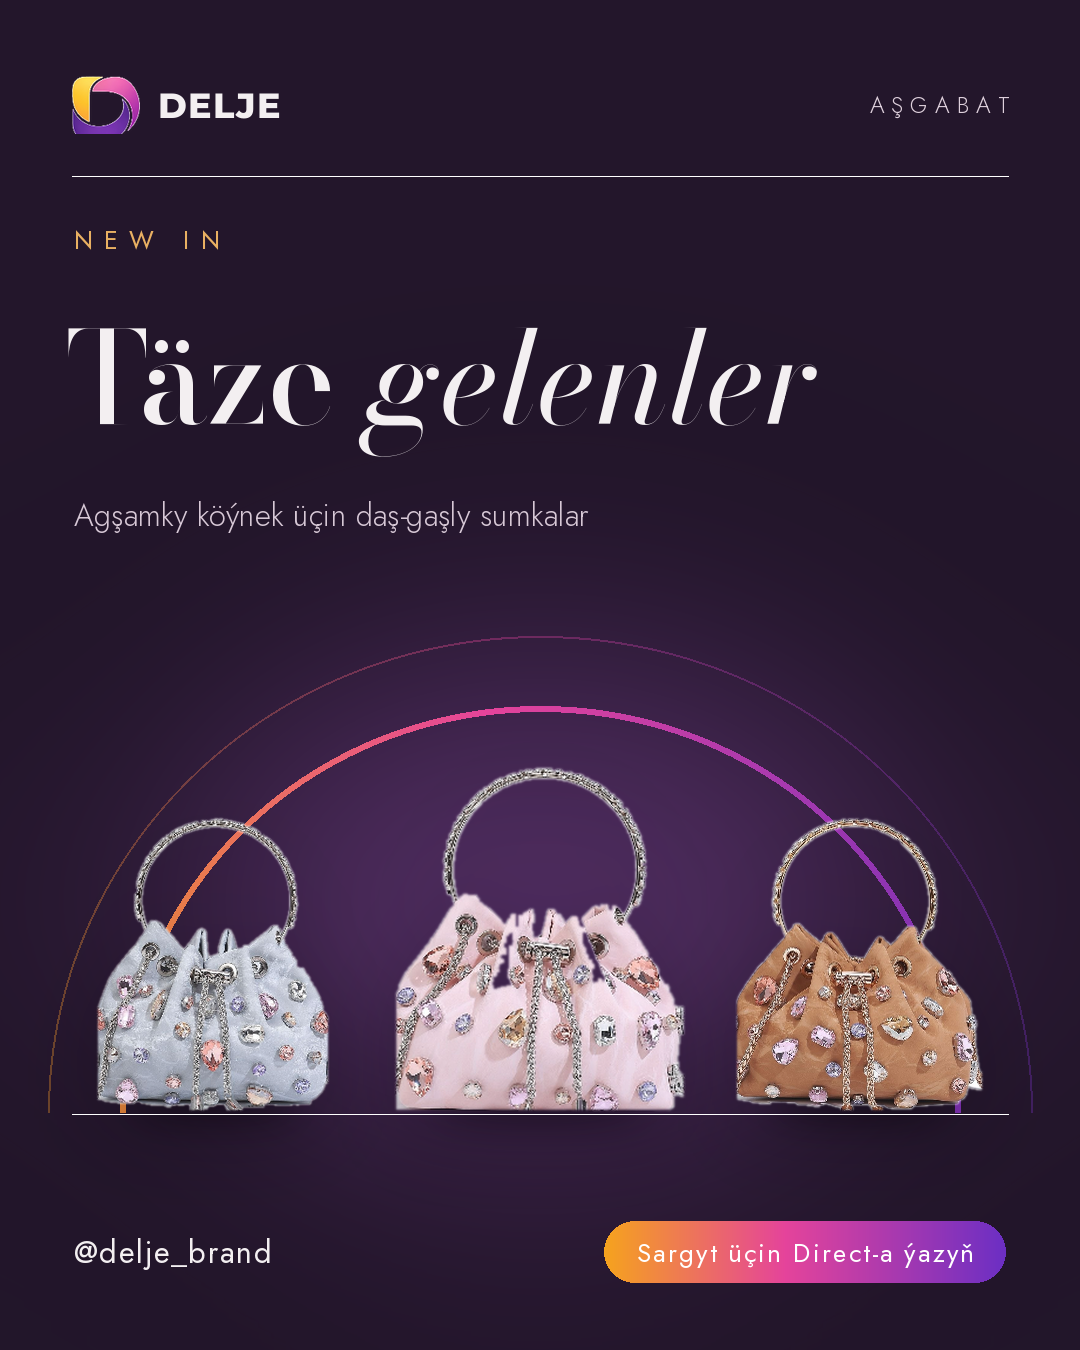 DELJE
AŞGABAT
NEW IN
Täze gelenler
Agşamky köýnek üçin daş-gaşly sumkalar
@delje_brand
Sargyt üçin Direct-a ýazyň